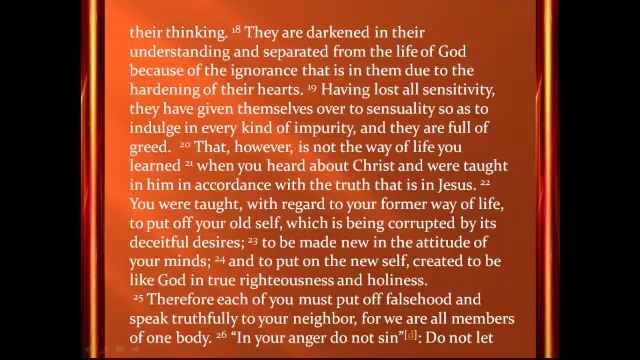 their thinking. 18 They are darkened in their
understanding and separated from the life of God
because of the ignorance that is in them due to the
hardening of their hearts. 19 Having lost all sensitivity,
they have given themselves over to sensuality so as to
indulge in every kind of impurity, and they are full of
greed. 20 That, however, is not the way of life you
learned 21 when you heard about Christ and were taught
in him in accordance with the truth that is in Jesus. 22
You were taught, with regard to your former way of life,
to put off your old self, which is being corrupted by its
deceitful desires; 23 to be made new in the attitude of
your minds; 24 and to put on the new self, created to be
like God in true righteousness and holiness.
25 Therefore each of you must put off falsehood and
speak truthfully to your neighbor, for we are all members
of one body. 26 “In your anger do not sin”[d]: Do not let